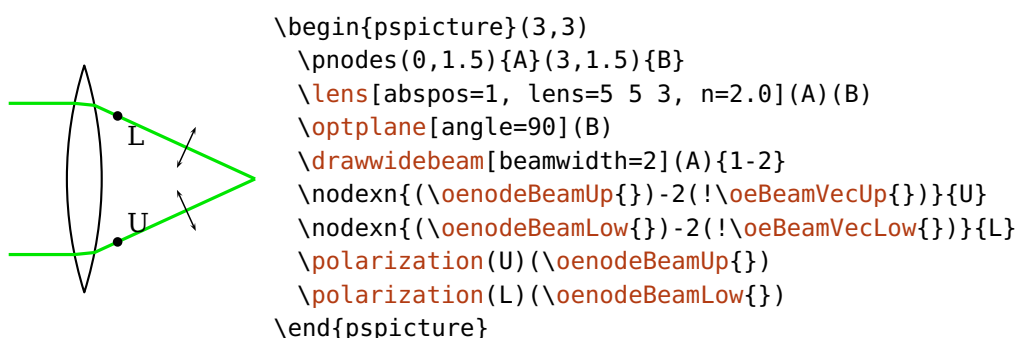 L
U
\begin{pspicture}(3,3)
\pnodes(0,1.5){A}(3,1.5){B}
\lens[abspos=1, lens=5 5 3, n=2.0](A)(B)
\optplane[angle=90](B)
\drawwidebeam[beamwidth=2](A){1-2}
\nodexn{(\oenodeBeamUp{})-2(!\oeBeamVecUp{})}{U}
\nodexn{(\oenodeBeamLow{})-2(!\oeBeamVecLow{})}{L}
\polarization(U)(\oenodeBeamUp{})
\polarization(L)(\oenodeBeamLow{})
\end{pspicture}